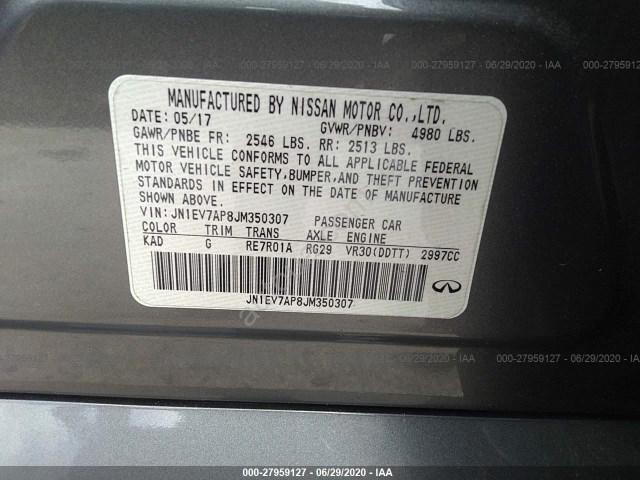 000-27959127 / 06/29/2020 - IAA
MANUFACTURED BY NISSAN MOTOR CO.,LTD.
DATE: 05/17 GVWR/PNBV: 4980 LBS.
GAWR/PNBE FR: 2546 LBS. RR: 2513 LBS.
THIS VEHICLE CONFORMS TO ALL APPLICABLE FEDERAL
MOTOR VEHICLE SAFETY, BUMPER, AND THEFT PREVENTION
STANDARDS IN EFFECT ON THE DATE OF MANUFACTURE
SHOWN ABOVE.
VIN: JN1EV7AP8JM350307 PASSENGER CAR
COLOR TRIM TRANS AXLE ENGINE
KAD G RE7R01A RG29 VR30(DDTT) 2997CC
JN1EV7AP8JM350307
000-27959127 / 06/29/2020 - IAA
000-27959127 / 06/29/2020 - IAA